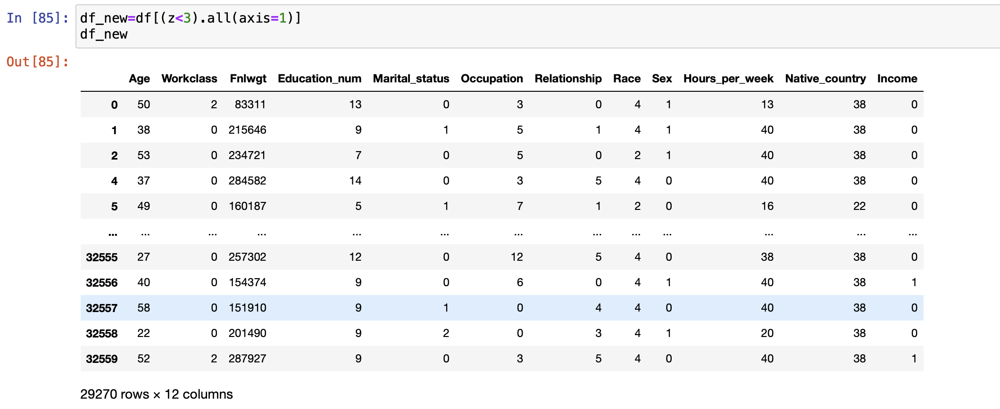 In [85]: df_new=df[(z<3).all(axis=1)]
df_new
Out[85]:
Age Workclass Fnlwgt Education_num Marital_status Occupation Relationship Race Sex Hours_per_week Native_country Income
0 50 2 83311 13 0 3 0 4 1 13 38 0
1 38 0 215646 9 1 5 1 4 1 40 38 0
2 53 0 234721 7 0 5 0 2 1 40 38 0
4 37 0 284582 14 0 3 5 4 0 40 38 0
5 49 0 160187 5 1 7 1 2 0 16 22 0
... ... ... ... ... ... ... ... ... ... ... ... ...
32555 27 0 257302 12 0 12 5 4 0 38 38 0
32556 40 0 154374 9 0 6 0 4 1 40 38 1
32557 58 0 151910 9 1 0 4 4 0 40 38 0
32558 22 0 201490 9 2 0 3 4 1 20 38 0
32559 52 2 287927 9 0 3 5 4 0 40 38 1
29270 rows × 12 columns